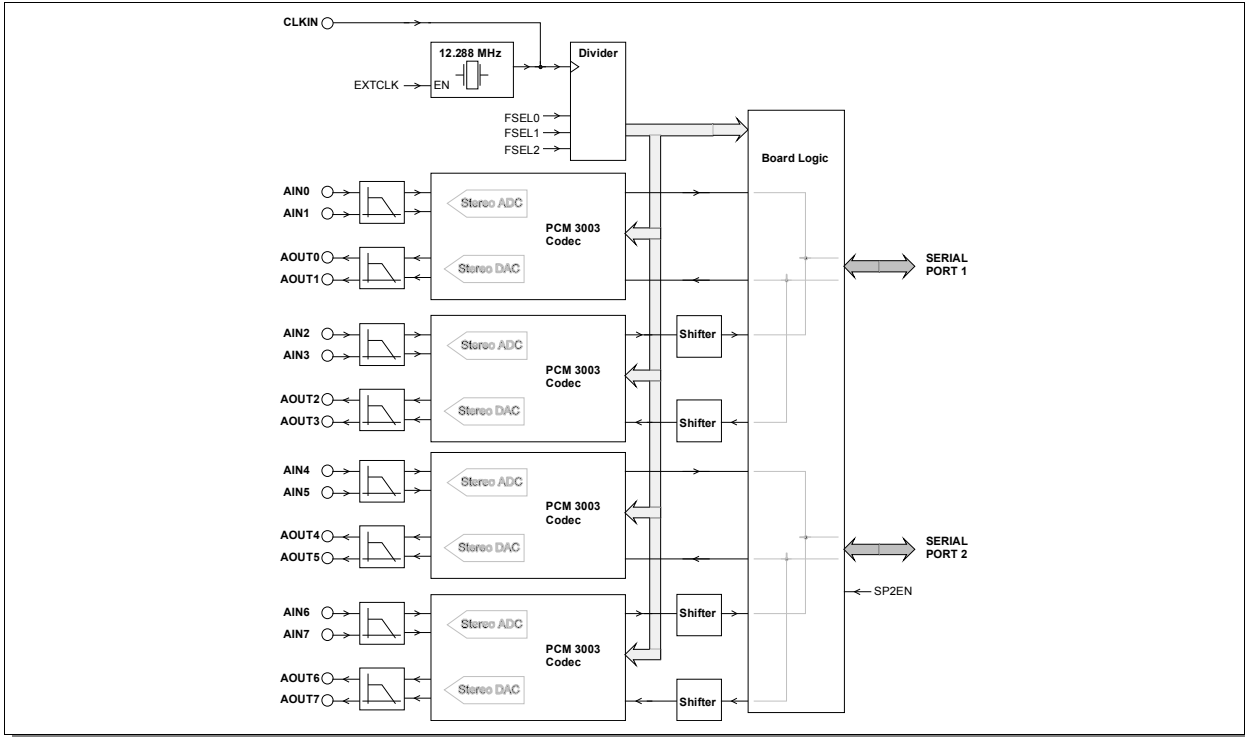 CLKIN
12.288 MHz
EXTCLK
EN
Divider
FSEL0
FSEL1
FSEL2
Board Logic
AIN0
AIN1
Stereo ADC
PCM 3003
Codec
AOUT0
AOUT1
Stereo DAC
SERIAL
PORT 1
AIN2
AIN3
Stereo ADC
Shifter
PCM 3003
Codec
AOUT2
AOUT3
Stereo DAC
Shifter
AIN4
AIN5
Stereo ADC
PCM 3003
Codec
AOUT4
AOUT5
Stereo DAC
SERIAL
PORT 2
SP2EN
AIN6
AIN7
Stereo ADC
Shifter
PCM 3003
Codec
AOUT6
AOUT7
Stereo DAC
Shifter